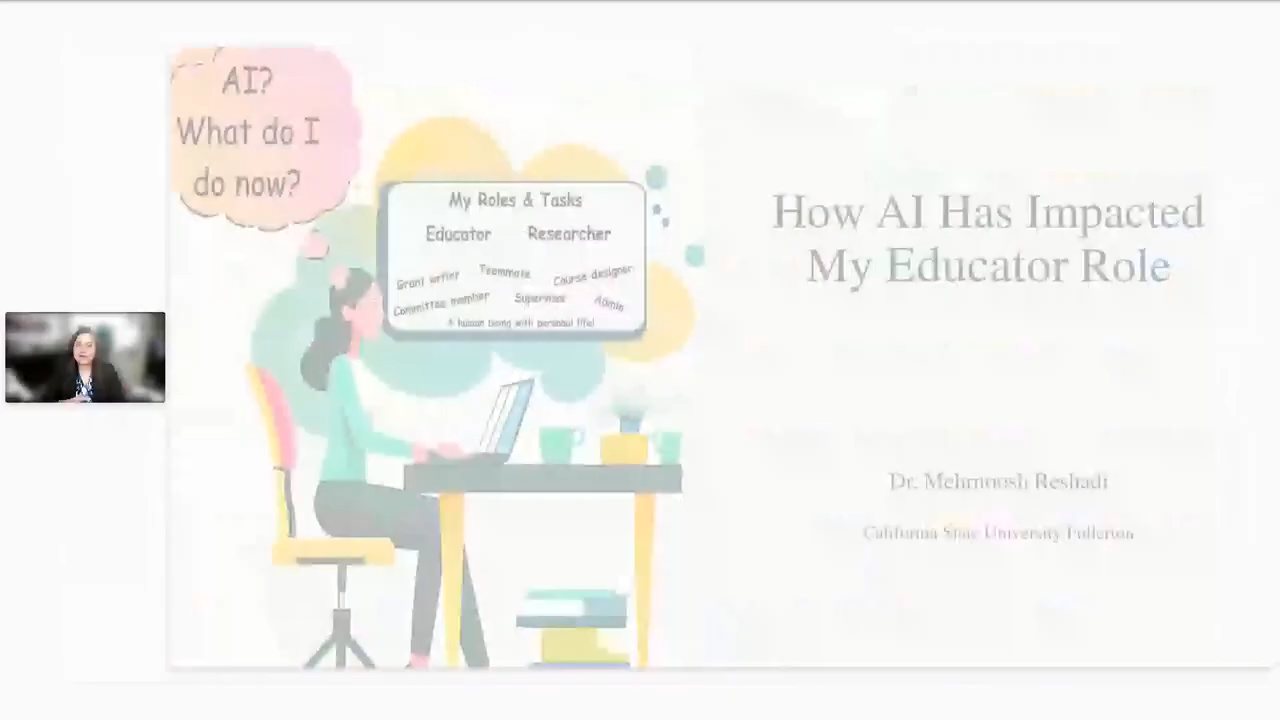 AI?
What do I
do now?
My Roles & Tasks
Educator Researcher
Grant writer Teammate Course designer
Committee member Supervisor Admin
A human being with personal life!
How AI Has Impacted
My Educator Role
Dr. Mehrnoosh Reshadi
California State University Fullerton